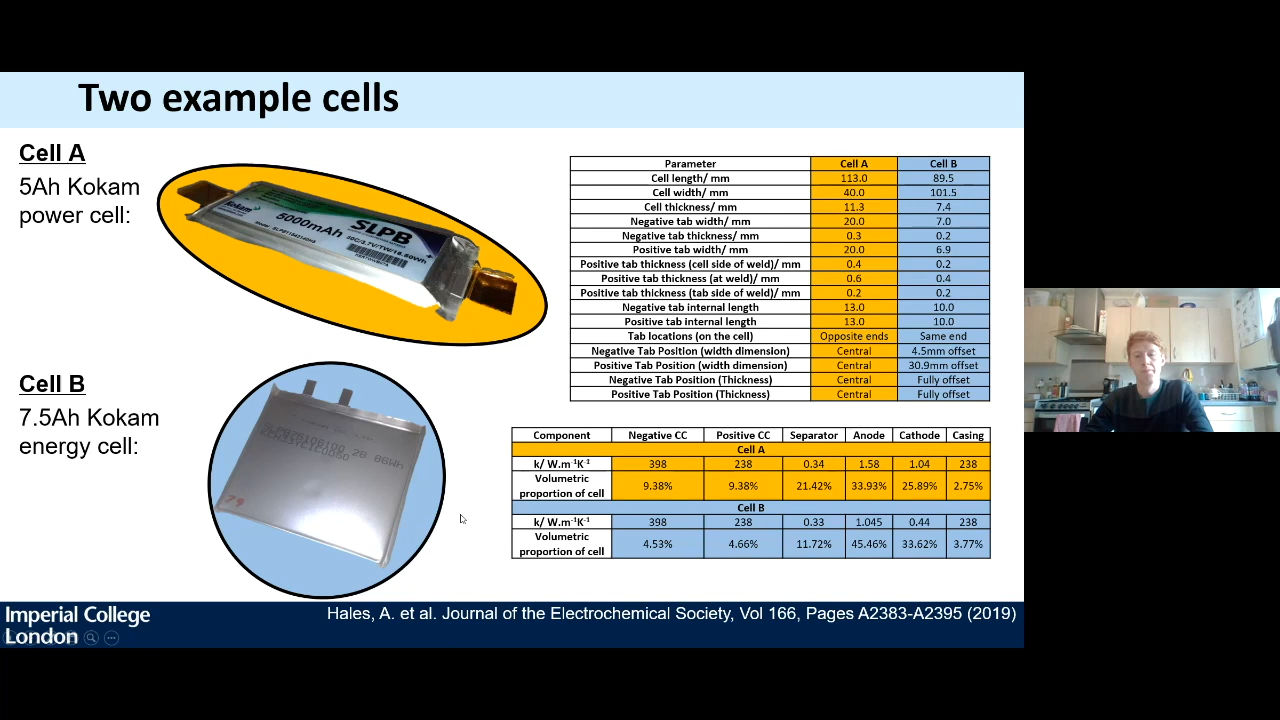 Two example cells
Cell A
5Ah Kokam
power cell:
Kokam
5000mAh
SLPB
Cell B
7.5Ah Kokam
energy cell:
79
Parameter Cell A Cell B
Cell length/ mm 113.0 89.5
Cell width/ mm 40.0 101.5
Cell thickness/ mm 11.3 7.4
Negative tab width/ mm 20.0 7.0
Negative tab thickness/ mm 0.3 0.2
Positive tab width/ mm 20.0 6.9
Positive tab thickness (cell side of weld)/ mm 0.4 0.2
Positive tab thickness (at weld)/ mm 0.6 0.4
Positive tab thickness (tab side of weld)/ mm 0.2 0.2
Negative tab internal length 13.0 10.0
Positive tab internal length 13.0 10.0
Tab locations (on the cell) Opposite ends Same end
Negative Tab Position (width dimension) Central 4.5mm offset
Positive Tab Position (width dimension) Central 30.9mm offset
Negative Tab Position (Thickness) Central Fully offset
Positive Tab Position (Thickness) Central Fully offset
Component Negative CC Positive CC Separator Anode Cathode Casing
Cell A
k/ W.m⁻¹K⁻¹ 398 238 0.34 1.58 1.04 238
Volumetric
proportion of cell 9.38% 9.38% 21.42% 33.93% 25.89% 2.75%
Cell B
k/ W.m⁻¹K⁻¹ 398 238 0.33 1.045 0.44 238
Volumetric
proportion of cell 4.53% 4.66% 11.72% 45.46% 33.62% 3.77%
Imperial College
London
Hales, A. et al. Journal of the Electrochemical Society, Vol 166, Pages A2383-A2395 (2019)